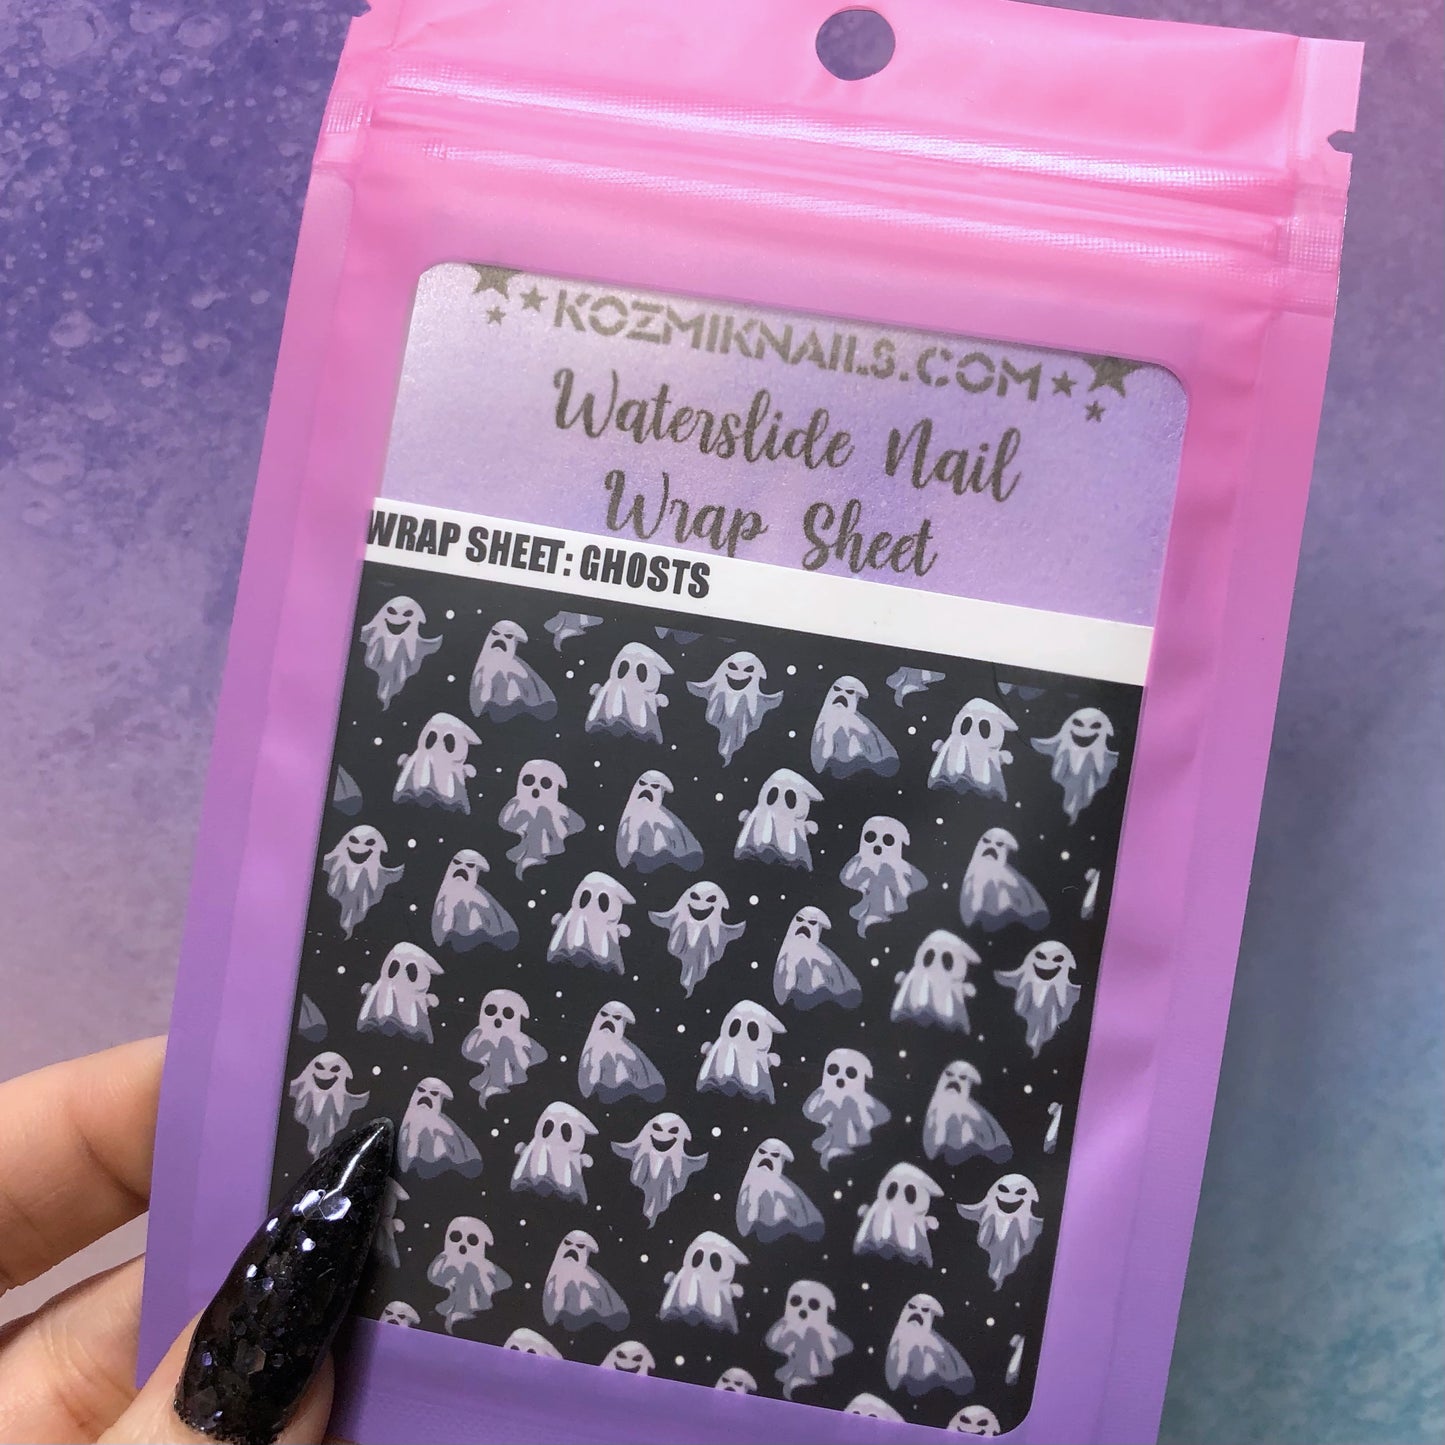 KOZMIKNAILS.COM
Waterslide Nail
Wrap Sheet
WRAP SHEET: GHOSTS